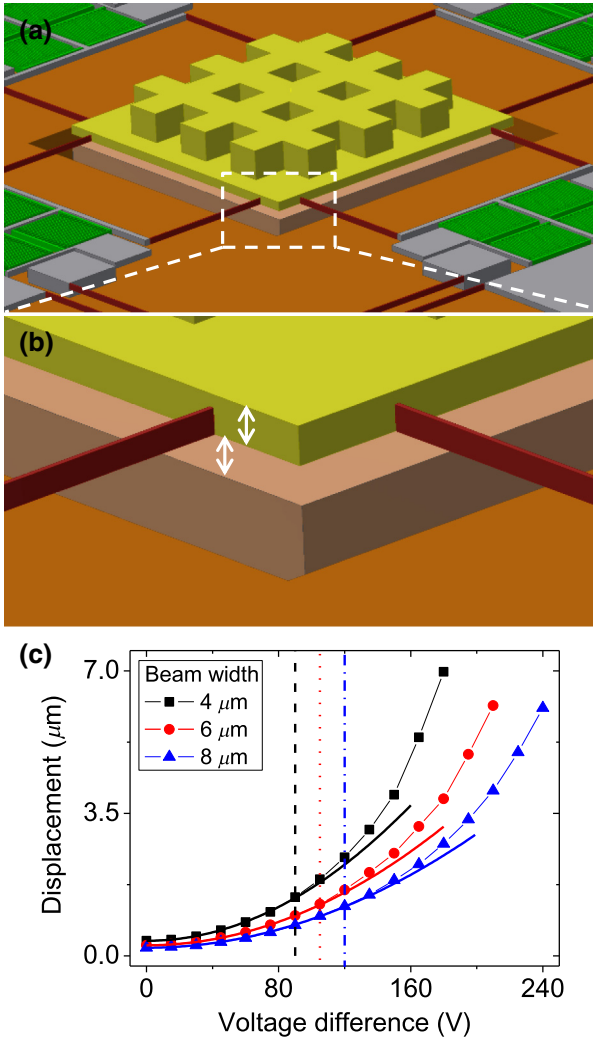 (a)
(b)
(c)
Beam width
4 μm
6 μm
8 μm
7.0
3.5
0.0
Displacement (μm)
0
80
160
240
Voltage difference (V)